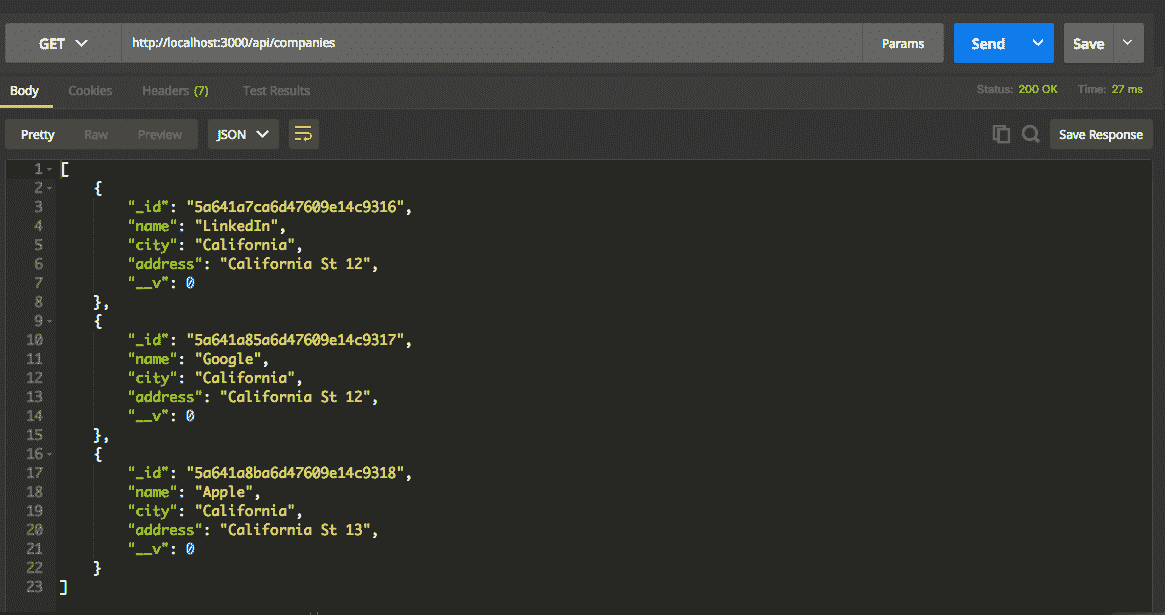 GET http://localhost:3000/api/companies Params Send Save
Body Cookies Headers (7) Test Results Status: 200 OK Time: 27 ms
Pretty Raw Preview JSON Save Response
1 [
2 {
3 "_id": "5a641a7ca6d47609e14c9316",
4 "name": "LinkedIn",
5 "city": "California",
6 "address": "California St 12",
7 "__v": 0
8 },
9 {
10 "_id": "5a641a85a6d47609e14c9317",
11 "name": "Google",
12 "city": "California",
13 "address": "California St 12",
14 "__v": 0
15 },
16 {
17 "_id": "5a641a8ba6d47609e14c9318",
18 "name": "Apple",
19 "city": "California",
20 "address": "California St 13",
21 "__v": 0
22 }
23 ]